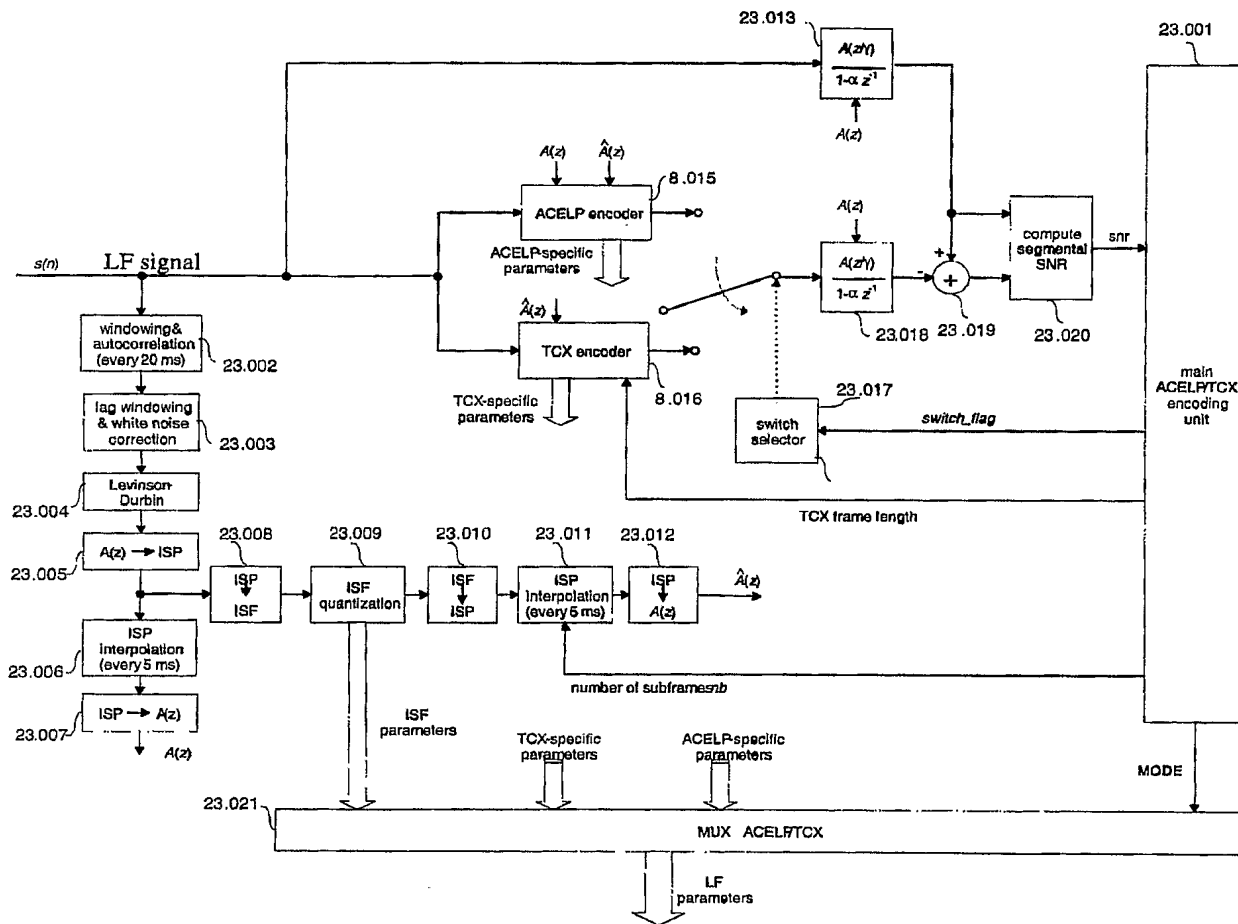 23.013
23.001
A(z/γ)
1-α z⁻¹
A(z)
A(z)
Â(z)
8.015
ACELP encoder
ACELP-specific
parameters
A(z)
A(z/γ)
1-α z⁻¹
23.018
+
-
+
23.019
compute
segmental
SNR
23.020
snr
s(n)
LF signal
Â(z)
TCX encoder
8.016
TCX-specific
parameters
windowing&
autocorrelation
(every 20 ms)
23.002
lag windowing
& white noise
correction
23.003
Levinson-
Durbin
23.004
A(z) → ISP
23.005
23.017
switch
selector
switch_flag
main
ACELP/TCX
encoding
unit
TCX frame length
23.008
ISP
ISF
23.009
ISF
quantization
23.010
ISF
ISP
23.011
ISP
interpolation
(every 5 ms)
23.012
ISP
A(z)
Â(z)
ISP
interpolation
(every 5 ms)
23.006
number of subframes nb
ISP → A(z)
23.007
A(z)
ISF
parameters
TCX-specific
parameters
ACELP-specific
parameters
MODE
23.021
MUX ACELP/TCX
LF
parameters